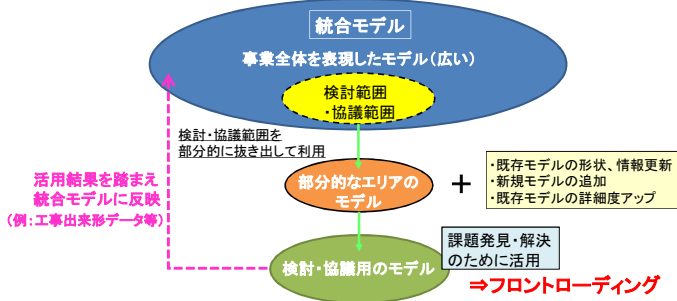 統合モデル
事業全体を表現したモデル(広い)
検討範囲
・協議範囲
検討・協議範囲を
部分的に抜き出して利用
部分的なエリアの
モデル
+
・既存モデルの形状、情報更新
・新規モデルの追加
・既存モデルの詳細度アップ
活用結果を踏まえ
統合モデルに反映
(例:工事出来形データ等)
検討・協議用のモデル
課題発見・解決
のために活用
⇒フロントローディング